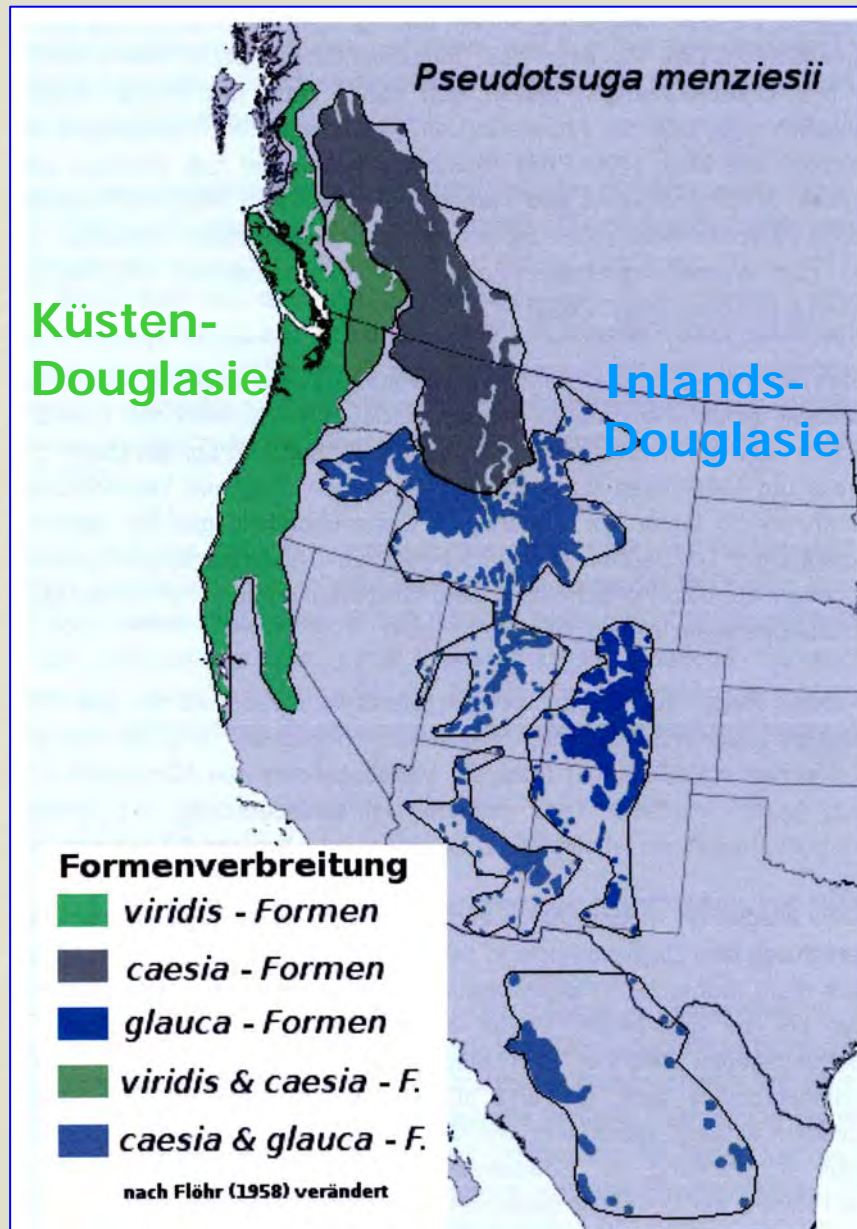 Pseudotsuga menziesii
Küsten-
Douglasie
Inlands-
Douglasie
Formenverbreitung
viridis - Formen
caesia - Formen
glauca - Formen
viridis & caesia - F.
caesia & glauca - F.
nach Flöhr (1958) verändert